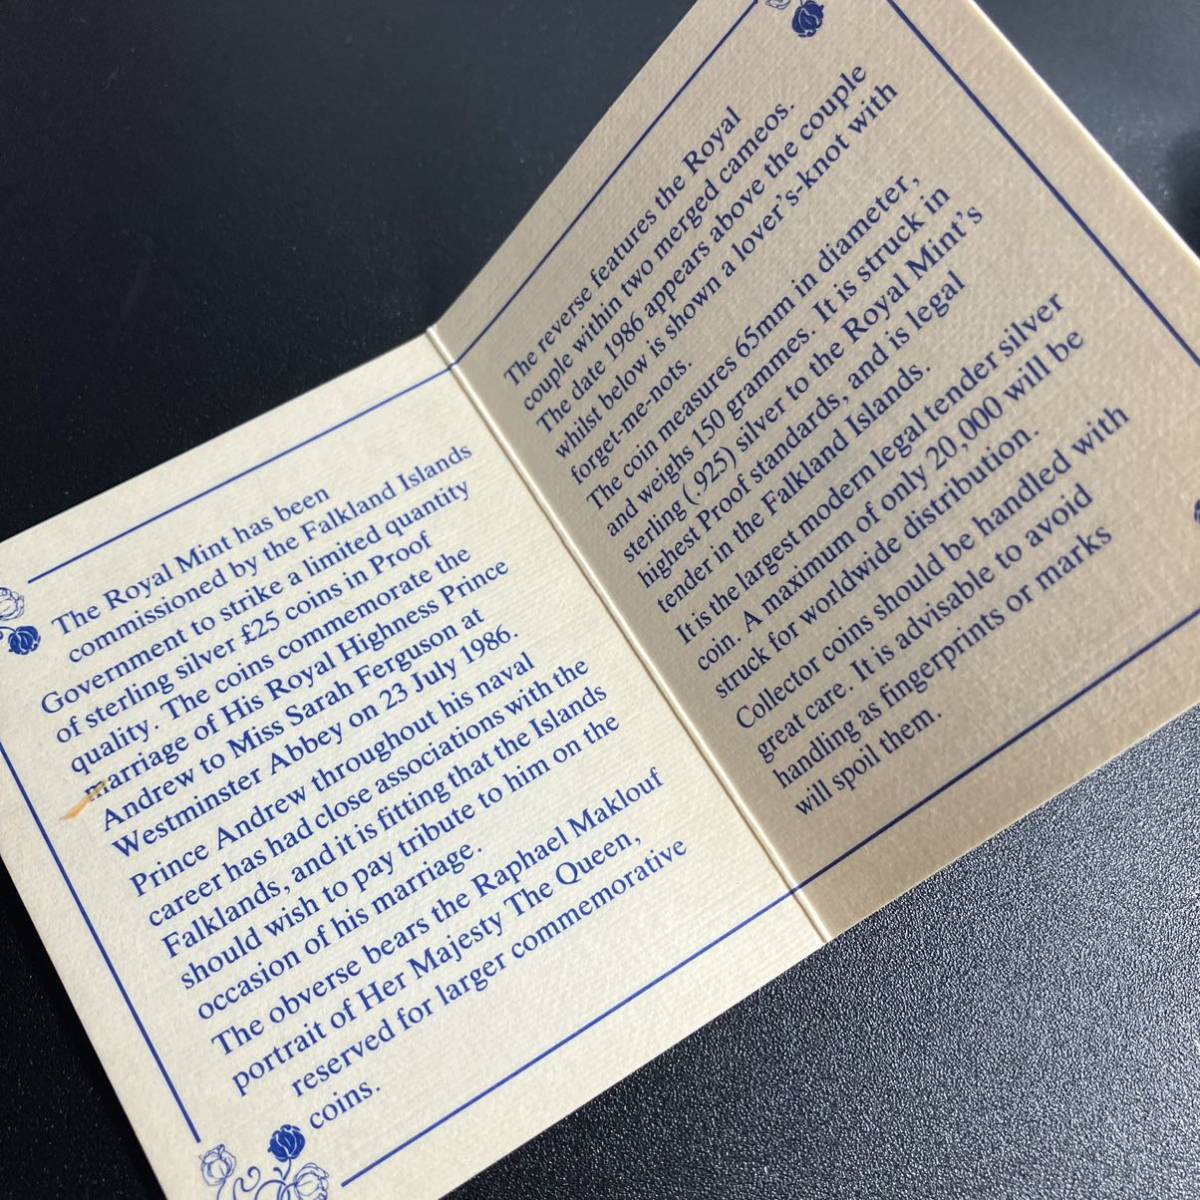 The Royal Mint has been
commissioned by the Falkland Islands
Government to strike a limited quantity
of sterling silver £25 coins in Proof
quality. The coins commemorate the
marriage of His Royal Highness Prince
Andrew to Miss Sarah Ferguson at
Westminster Abbey on 23 July 1986.
Prince Andrew throughout his naval
career has had close associations with the
Falklands, and it is fitting that the Islands
should wish to pay tribute to him on the
occasion of his marriage.
The obverse bears the Raphael Maklouf
portrait of Her Majesty The Queen,
reserved for larger commemorative
coins.
The reverse features the Royal
couple within two merged cameos.
The date 1986 appears above the couple
whilst below is shown a lover's-knot with
forget-me-nots.
The coin measures 65mm in diameter,
and weighs 150 grammes. It is struck in
sterling (.925) silver to the Royal Mint's
highest Proof standards, and is legal
tender in the Falkland Islands.
It is the largest modern legal tender silver
coin. A maximum of only 20,000 will be
struck for worldwide distribution.
Collector coins should be handled with
great care. It is advisable to avoid
handling as fingerprints or marks
will spoil them.